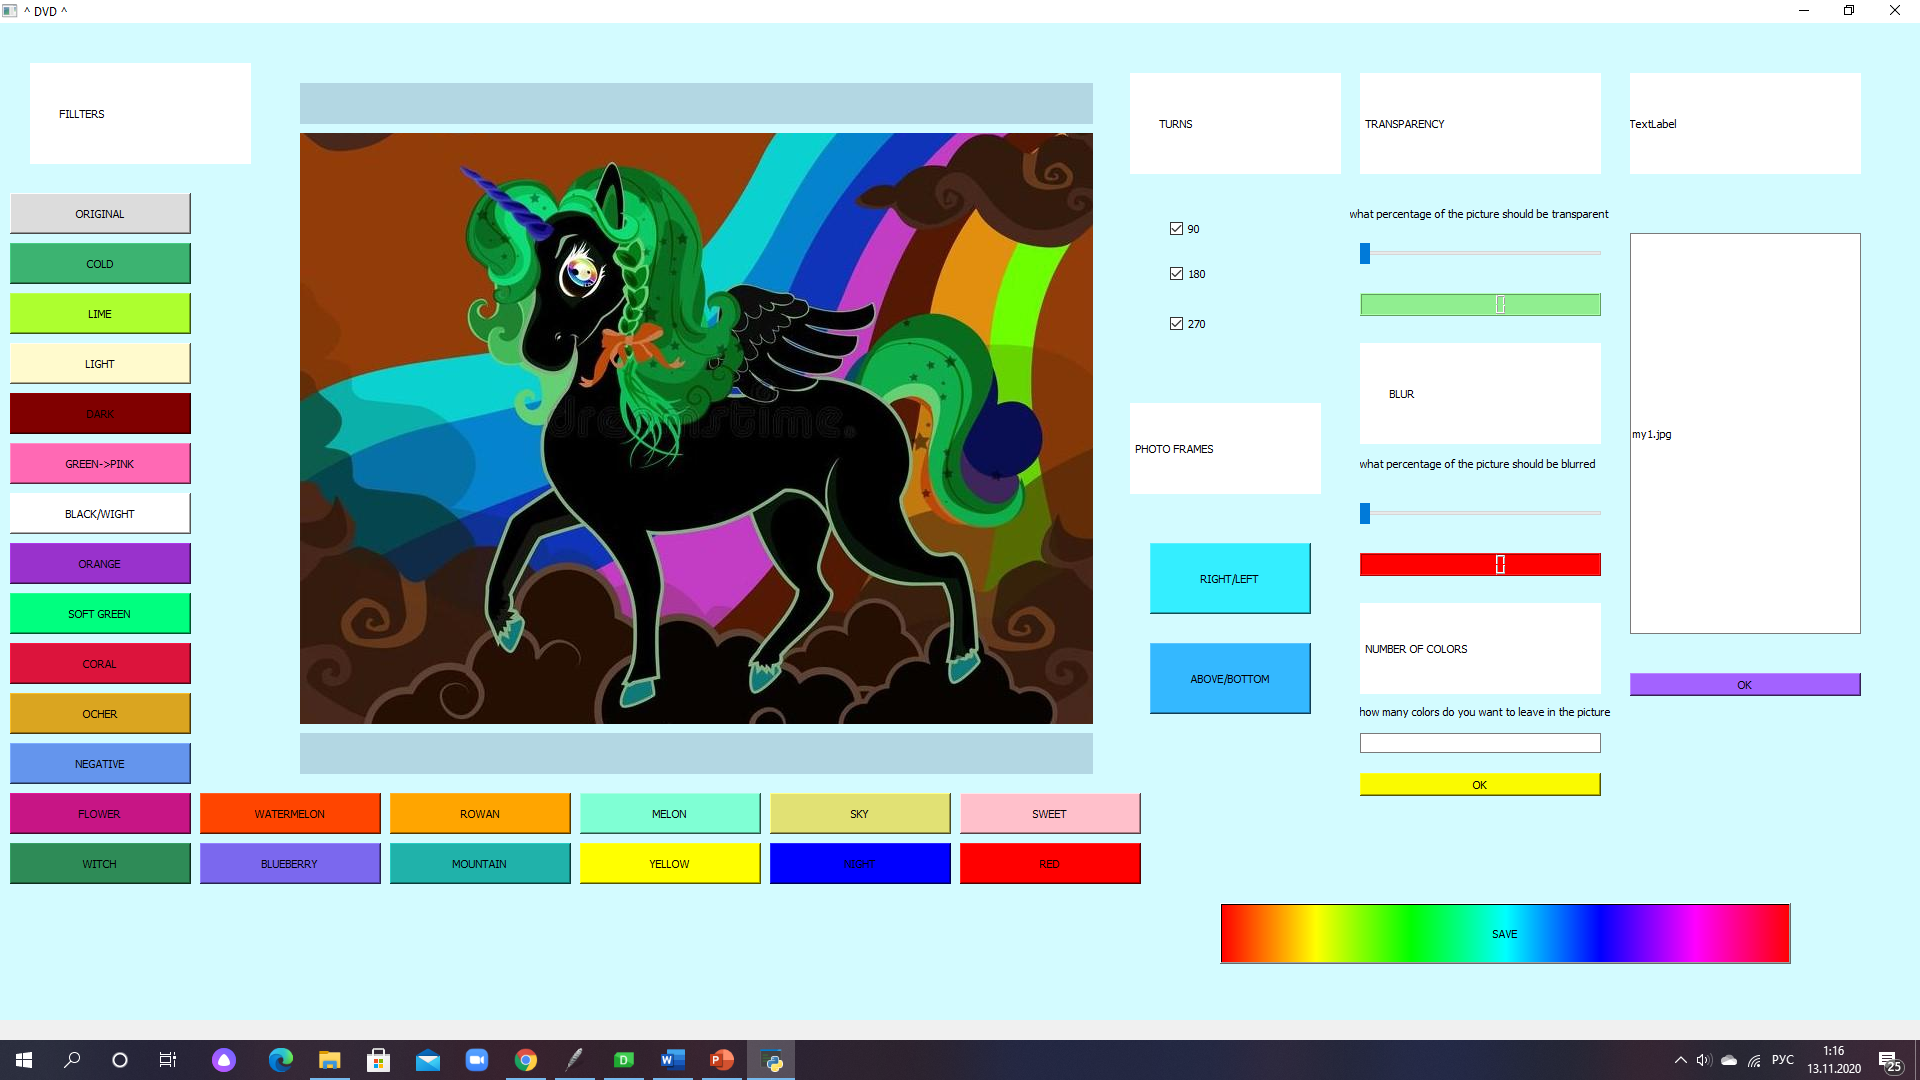 ^ DVD ^
FILLTERS
ORIGINAL
COLD
LIME
LIGHT
DARK
GREEN->PINK
BLACK/WIGHT
ORANGE
SOFT GREEN
CORAL
OCHER
NEGATIVE
FLOWER
WITCH
WATERMELON
ROWAN
MELON
SKY
SWEET
BLUEBERRY
MOUNTAIN
YELLOW
NIGHT
RED
dreamstime.
TURNS
90
180
270
PHOTO FRAMES
RIGHT/LEFT
ABOVE/BOTTOM
TRANSPARENCY
what percentage of the picture should be transparent
0
BLUR
what percentage of the picture should be blurred
0
NUMBER OF COLORS
how many colors do you want to leave in the picture
OK
TextLabel
my1.jpg
OK
SAVE
РУС
1:16
13.11.2020
25